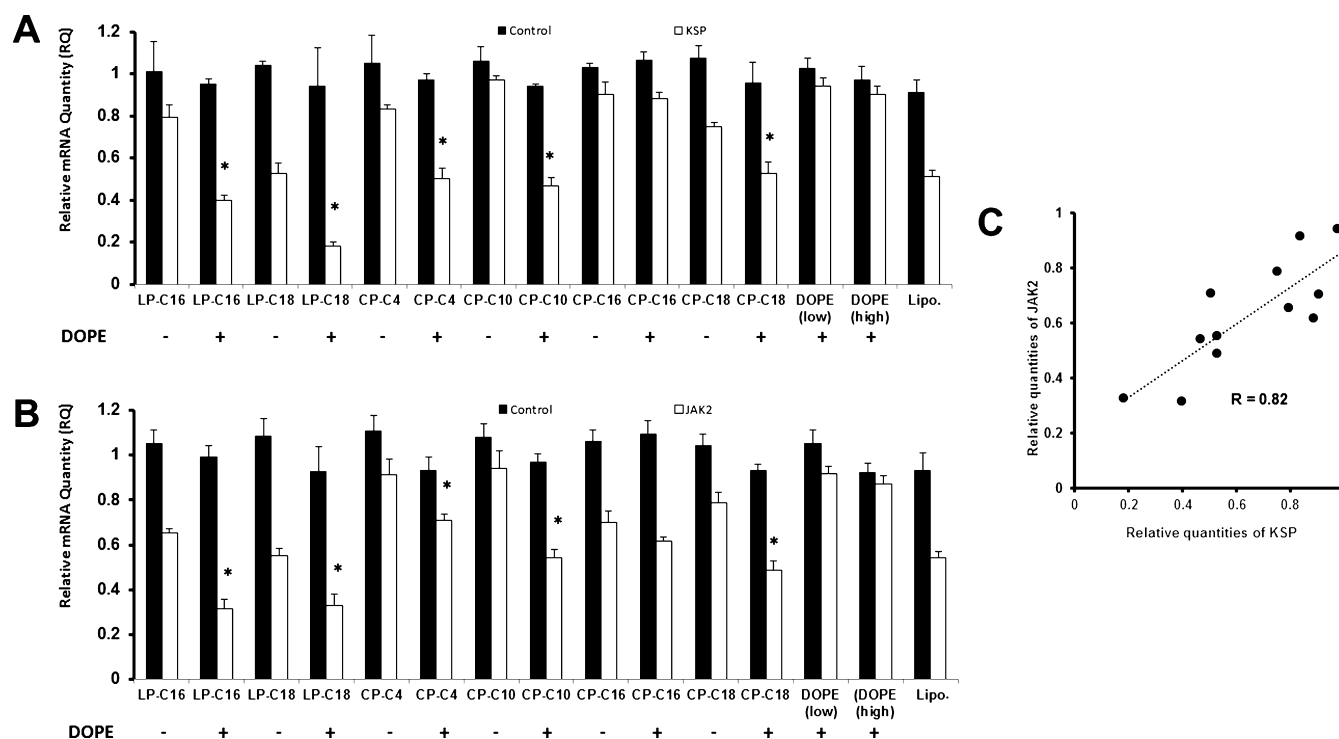 A
Relative mRNA Quantity (RQ)
Control KSP
1.2
1
0.8
0.6
0.4
0.2
0
* * * * *
LP-C16 LP-C16 LP-C18 LP-C18 CP-C4 CP-C4 CP-C10 CP-C10 CP-C16 CP-C16 CP-C18 CP-C18 DOPE DOPE Lipo.
(low) (high)
DOPE - + - + - + - + - + - + + +
B
Relative mRNA Quantity (RQ)
Control JAK2
1.2
1
0.8
0.6
0.4
0.2
0
* * * * *
LP-C16 LP-C16 LP-C18 LP-C18 CP-C4 CP-C4 CP-C10 CP-C10 CP-C16 CP-C16 CP-C18 CP-C18 DOPE (DOPE Lipo.
(low) (high)
DOPE - + - + - + - + - + - + + +
C
Relative quantities of JAK2
1
0.8
0.6
0.4
0.2
0
R = 0.82
0 0.2 0.4 0.6 0.8
Relative quantities of KSP